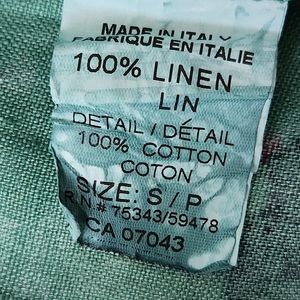 MADE IN ITALY
FABRIQUE EN ITALIE
100% LINEN
LIN
DETAIL / DÉTAIL
100% COTTON
COTON
SIZE: S / P
R.N.# 75343/59478
CA 07043